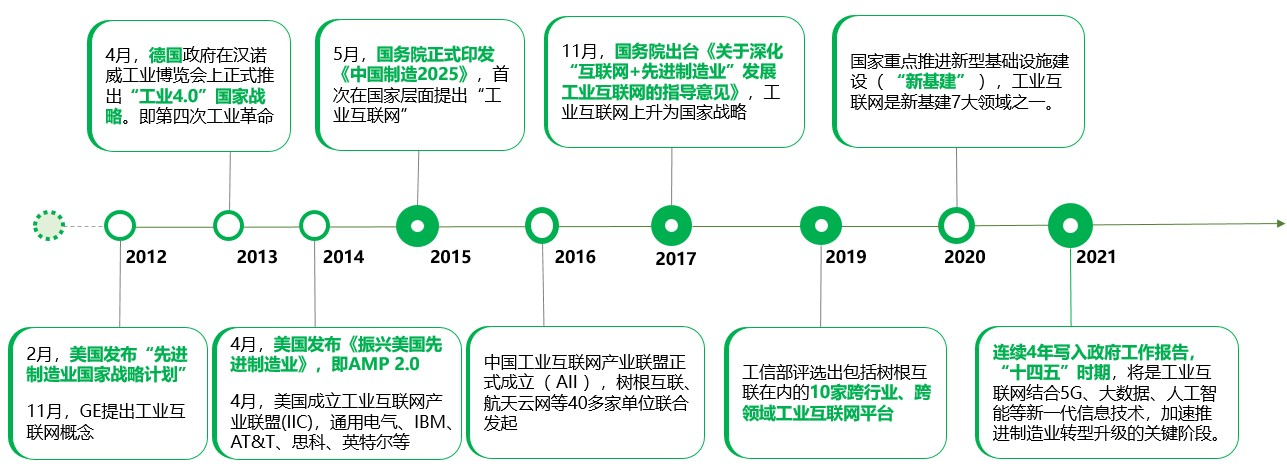 4月，德国政府在汉诺
威工业博览会上正式推
出“工业4.0”国家战
略。即第四次工业革命
5月，国务院正式印发
《中国制造2025》，首
次在国家层面提出“工
业互联网”
11月，国务院出台《关于深化
“互联网+先进制造业”发展
工业互联网的指导意见》，工
业互联网上升为国家战略
国家重点推进新型基础设施建
设（“新基建”），工业互
联网是新基建7大领域之一。
2012
2013
2014
2015
2016
2017
2019
2020
2021
2月，美国发布“先进
制造业国家战略计划”
11月，GE提出工业互
联网概念
4月，美国发布《振兴美国先
进制造业》，即AMP 2.0
4月，美国成立工业互联网产
业联盟(IIC)，通用电气、IBM、
AT&T、思科、英特尔等
中国工业互联网产业联盟正
式成立（AII），树根互联、
航天云网等40多家单位联合
发起
工信部评选出包括树根互
联在内的10家跨行业、跨
领域工业互联网平台
连续4年写入政府工作报告，
“十四五”时期，将是工业互
联网结合5G、大数据、人工智
能等新一代信息技术，加速推
进制造业转型升级的关键阶段。